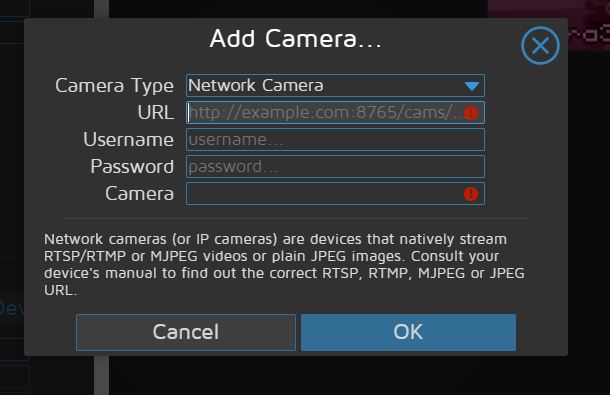 Add Camera...
Camera Type Network Camera
URL http://example.com:8765/cams/...
Username username...
Password password...
Camera
Network cameras (or IP cameras) are devices that natively stream
RTSP/RTMP or MJPEG videos or plain JPEG images. Consult your
device's manual to find out the correct RTSP, RTMP, MJPEG or JPEG
URL.
Cancel OK